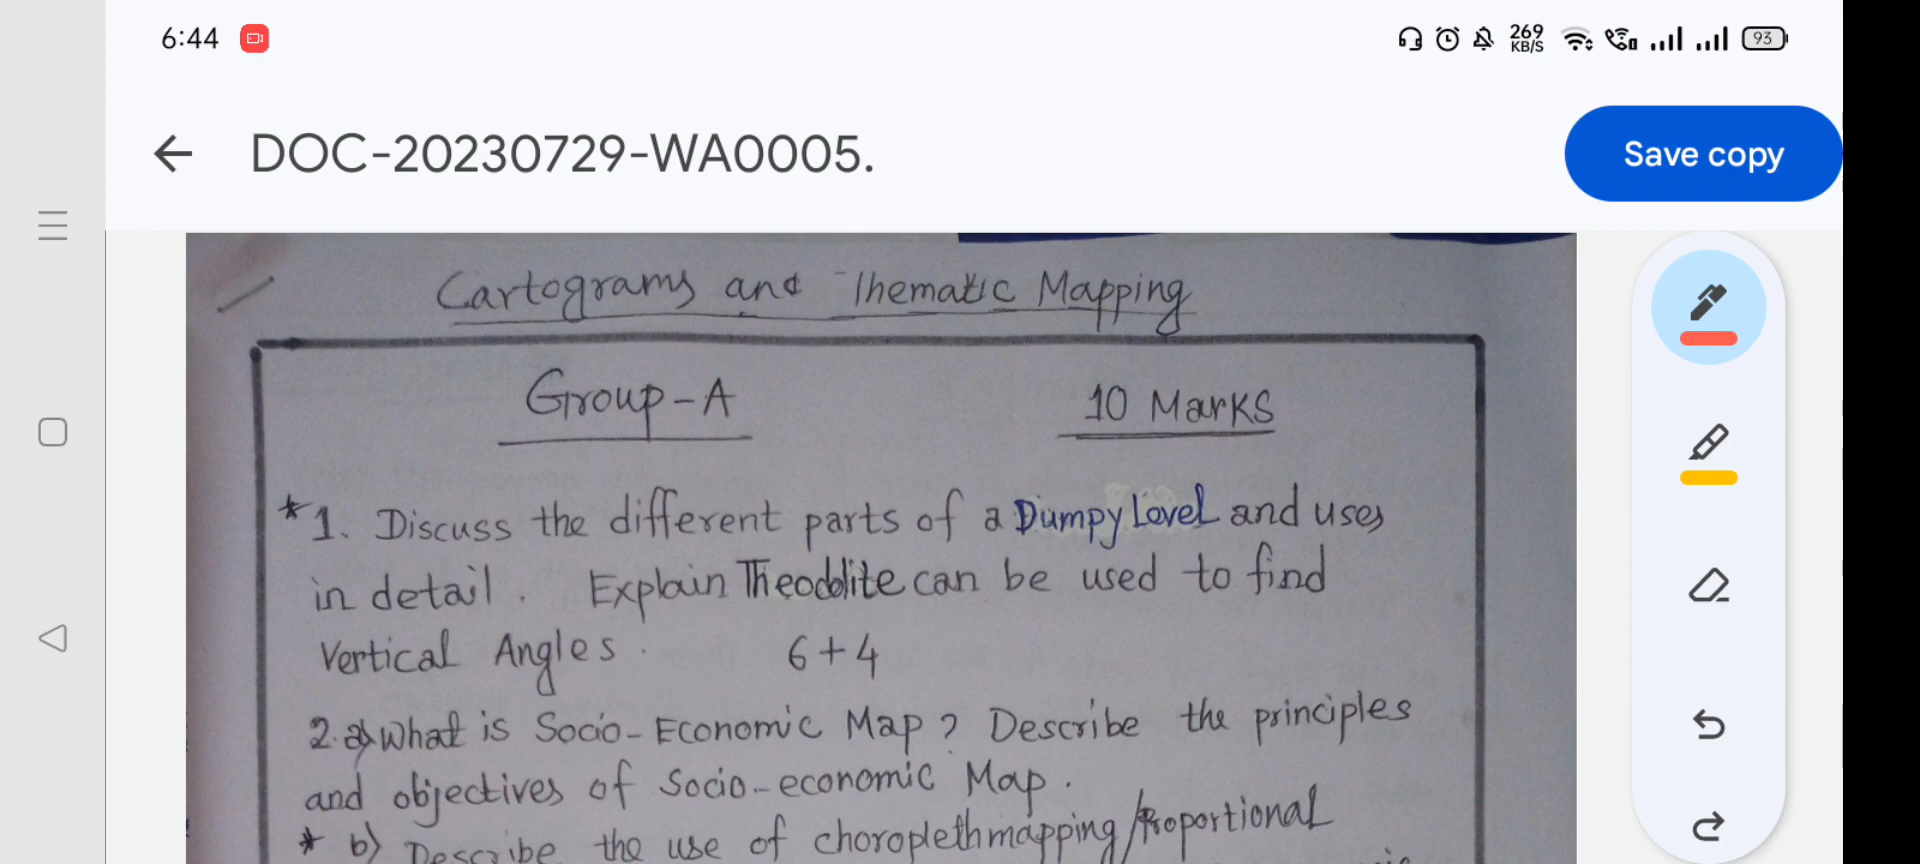 6:44
269
KB/S
93
DOC-20230729-WA0005.
Save copy
Cartograms and Thematic Mapping
Group-A
10 Marks
*1. Discuss the different parts of a Dumpy Lovel and uses
in detail. Explain Theodolite can be used to find
Vertical Angles. 6+4
2.a) What is Socio-Economic Map? Describe the principles
and objectives of Socio-economic Map.
* b) Describe the use of choropleth mapping/Proportional